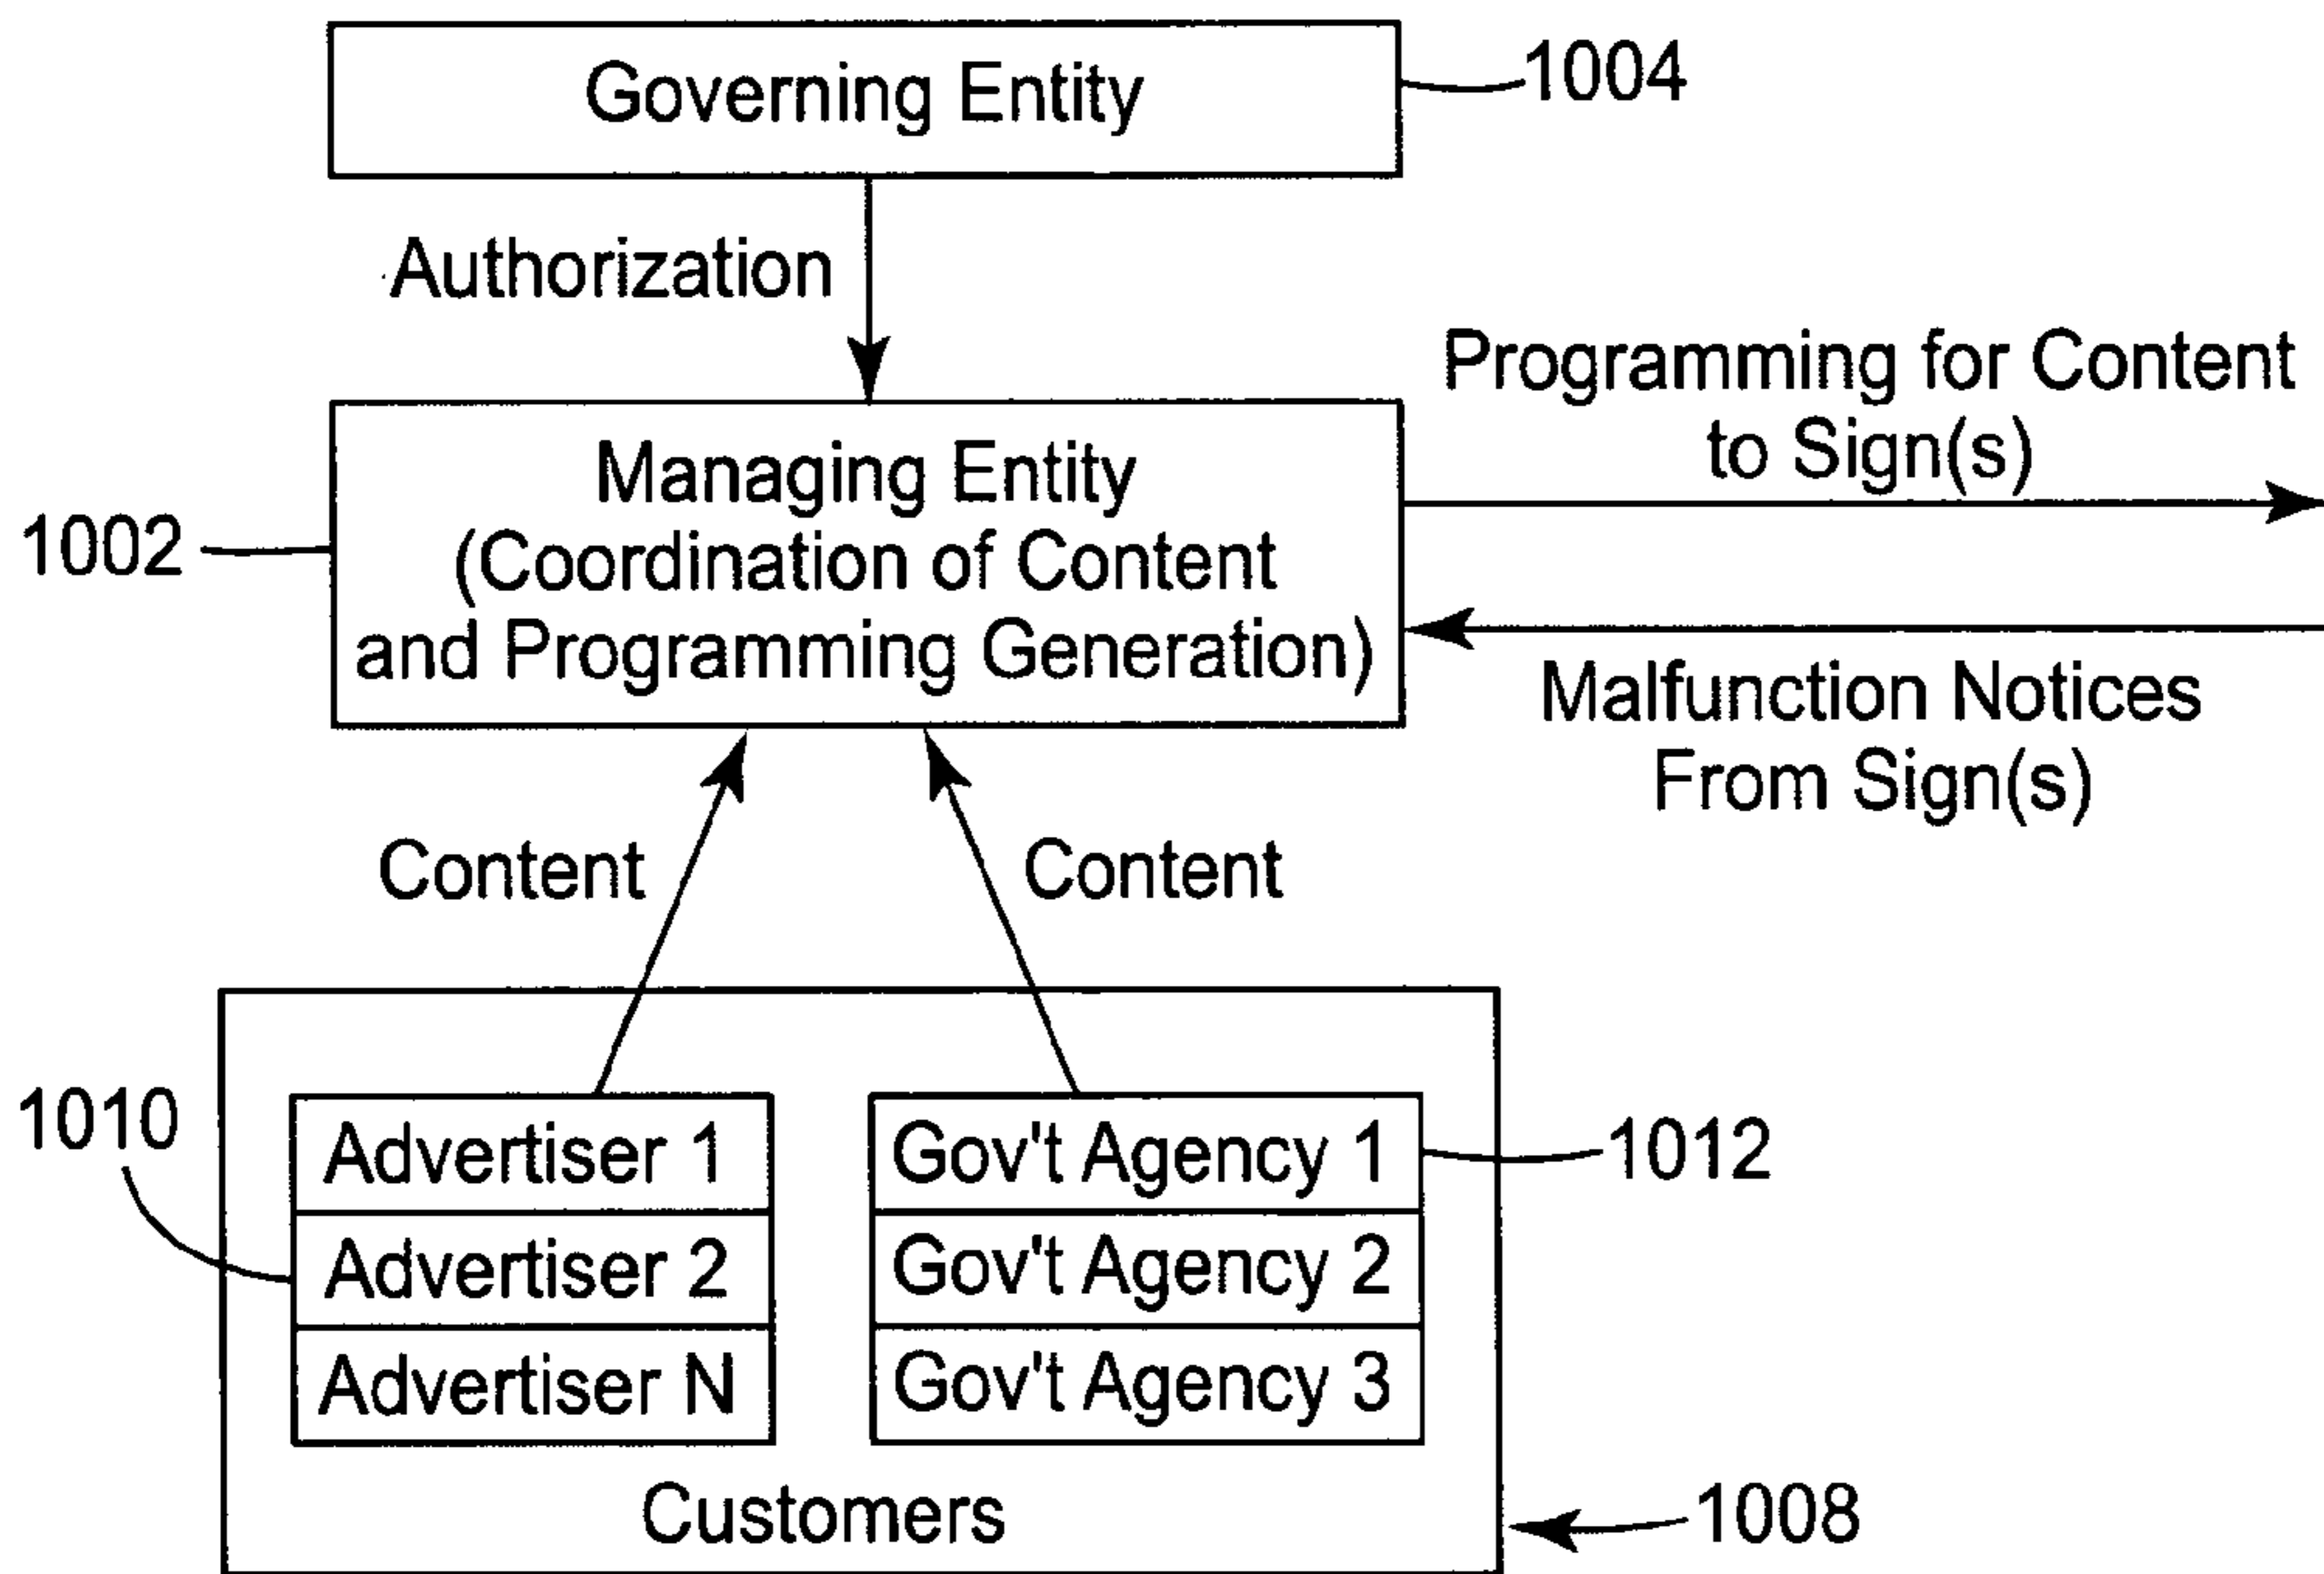 Governing Entity
1004
Authorization
Programming for Content
to Sign(s)
Managing Entity
(Coordination of Content
and Programming Generation)
1002
Malfunction Notices
From Sign(s)
Content
Content
1010
Advertiser 1
Advertiser 2
Advertiser N
Gov't Agency 1
Gov't Agency 2
Gov't Agency 3
1012
Customers
1008